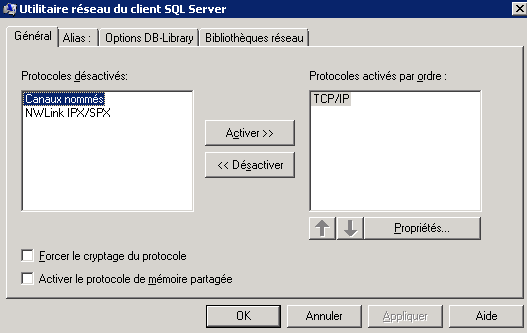 Utilitaire réseau du client SQL Server
Général
Alias :
Options DB-Library
Bibliothèques réseau
Protocoles désactivés:
Protocoles activés par ordre :
Canaux nommés
NWLink IPX/SPX
TCP/IP
Activer >>
<< Désactiver
Propriétés...
Forcer le cryptage du protocole
Activer le protocole de mémoire partagée
OK
Annuler
Appliquer
Aide